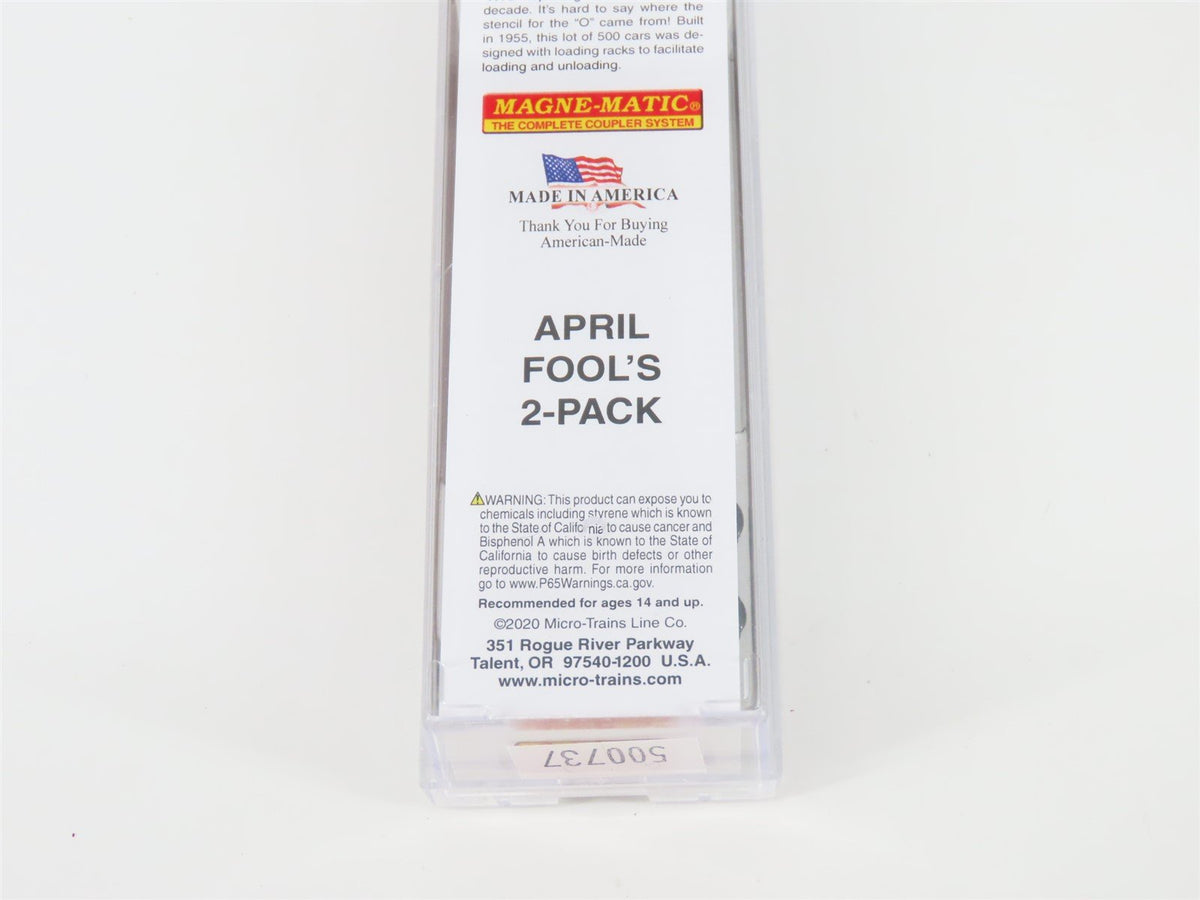 decade. It's hard to say where the
stencil for the "O" came from! Built
in 1955, this lot of 500 cars was de-
signed with loading racks to facilitate
loading and unloading.
MAGNE-MATIC®
THE COMPLETE COUPLER SYSTEM
MADE IN AMERICA
Thank You For Buying
American-Made
APRIL
FOOL'S
2-PACK
WARNING: This product can expose you to
chemicals including styrene which is known
to the State of Califc nia to cause cancer and
Bisphenol A which is known to the State of
California to cause birth defects or other
reproductive harm. For more information
go to www.P65Warnings.ca.gov.
Recommended for ages 14 and up.
©2020 Micro-Trains Line Co.
351 Rogue River Parkway
Talent, OR 97540-1200 U.S.A.
www.micro-trains.com
500737